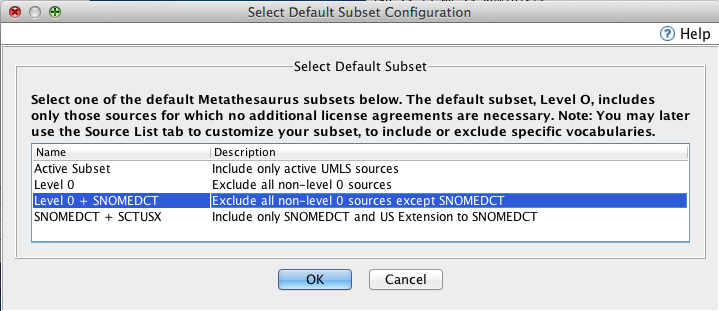 Select Default Subset Configuration
Help
Select Default Subset
Select one of the default Metathesaurus subsets below. The default subset, Level 0, includes
only those sources for which no additional license agreements are necessary. Note: You may later
use the Source List tab to customize your subset, to include or exclude specific vocabularies.
Name Description
Active Subset Include only active UMLS sources
Level 0 Exclude all non-level 0 sources
Level 0 + SNOMEDCT Exclude all non-level 0 sources except SNOMEDCT
SNOMEDCT + SCTUSX Include only SNOMEDCT and US Extension to SNOMEDCT
OK Cancel